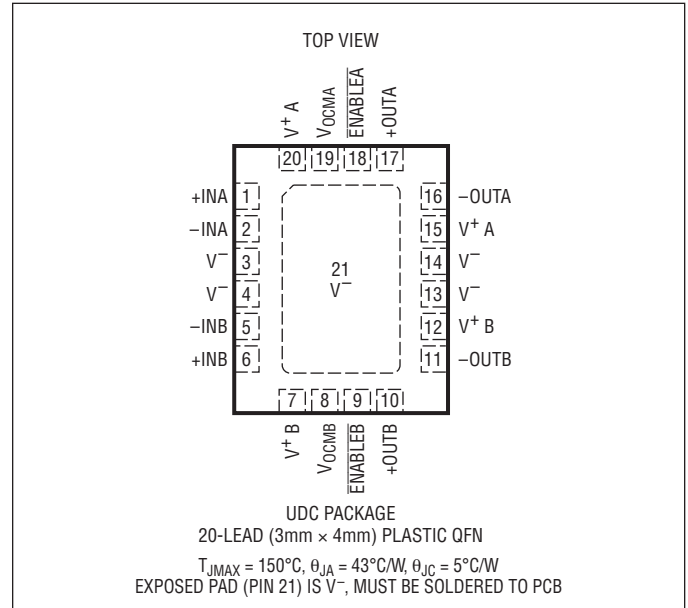 TOP VIEW
V+ A
VOCMA
ENABLEA
+OUTA
20 19 18 17
+INA 1
–INA 2
V– 3
V– 4
–INB 5
+INB 6
21
V–
16 –OUTA
15 V+ A
14 V–
13 V–
12 V+ B
11 –OUTB
7 8 9 10
V+ B
VOCMB
ENABLEB
+OUTB
UDC PACKAGE
20-LEAD (3mm × 4mm) PLASTIC QFN
TJMAX = 150°C, θJA = 43°C/W, θJC = 5°C/W
EXPOSED PAD (PIN 21) IS V–, MUST BE SOLDERED TO PCB